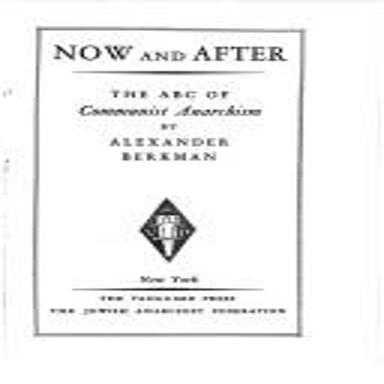 NOW AND AFTER
THE ABC OF
Communist Anarchism
BY
ALEXANDER
BERKMAN
New York
THE VANGUARD PRESS
THE JEWISH ANARCHIST FEDERATION